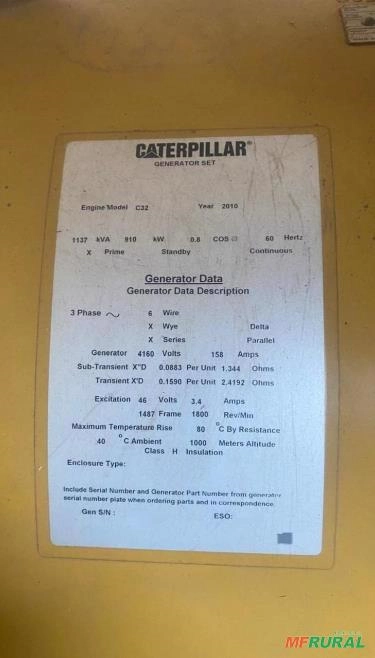 CATERPILLAR®
GENERATOR SET
Engine Model C32 Year 2010
1137 kVA 910 kW 0.8 COS ∅ 60 Hertz
X Prime Standby Continuous
Generator Data
Generator Data Description
3 Phase 6 Wire
X Wye Delta
X Series Parallel
Generator 4160 Volts 158 Amps
Sub-Transient X"D 0.0883 Per Unit 1.344 Ohms
Transient X'D 0.1590 Per Unit 2.4192 Ohms
Excitation 46 Volts 3.4 Amps
1487 Frame 1800 Rev/Min
Maximum Temperature Rise 80 °C By Resistance
40 °C Ambient 1000 Meters Altitude
Class H Insulation
Enclosure Type:
Include Serial Number and Generator Part Number from generator
serial number plate when ordering parts and in correspondence.
Gen S/N : ESO:
MFRURAL